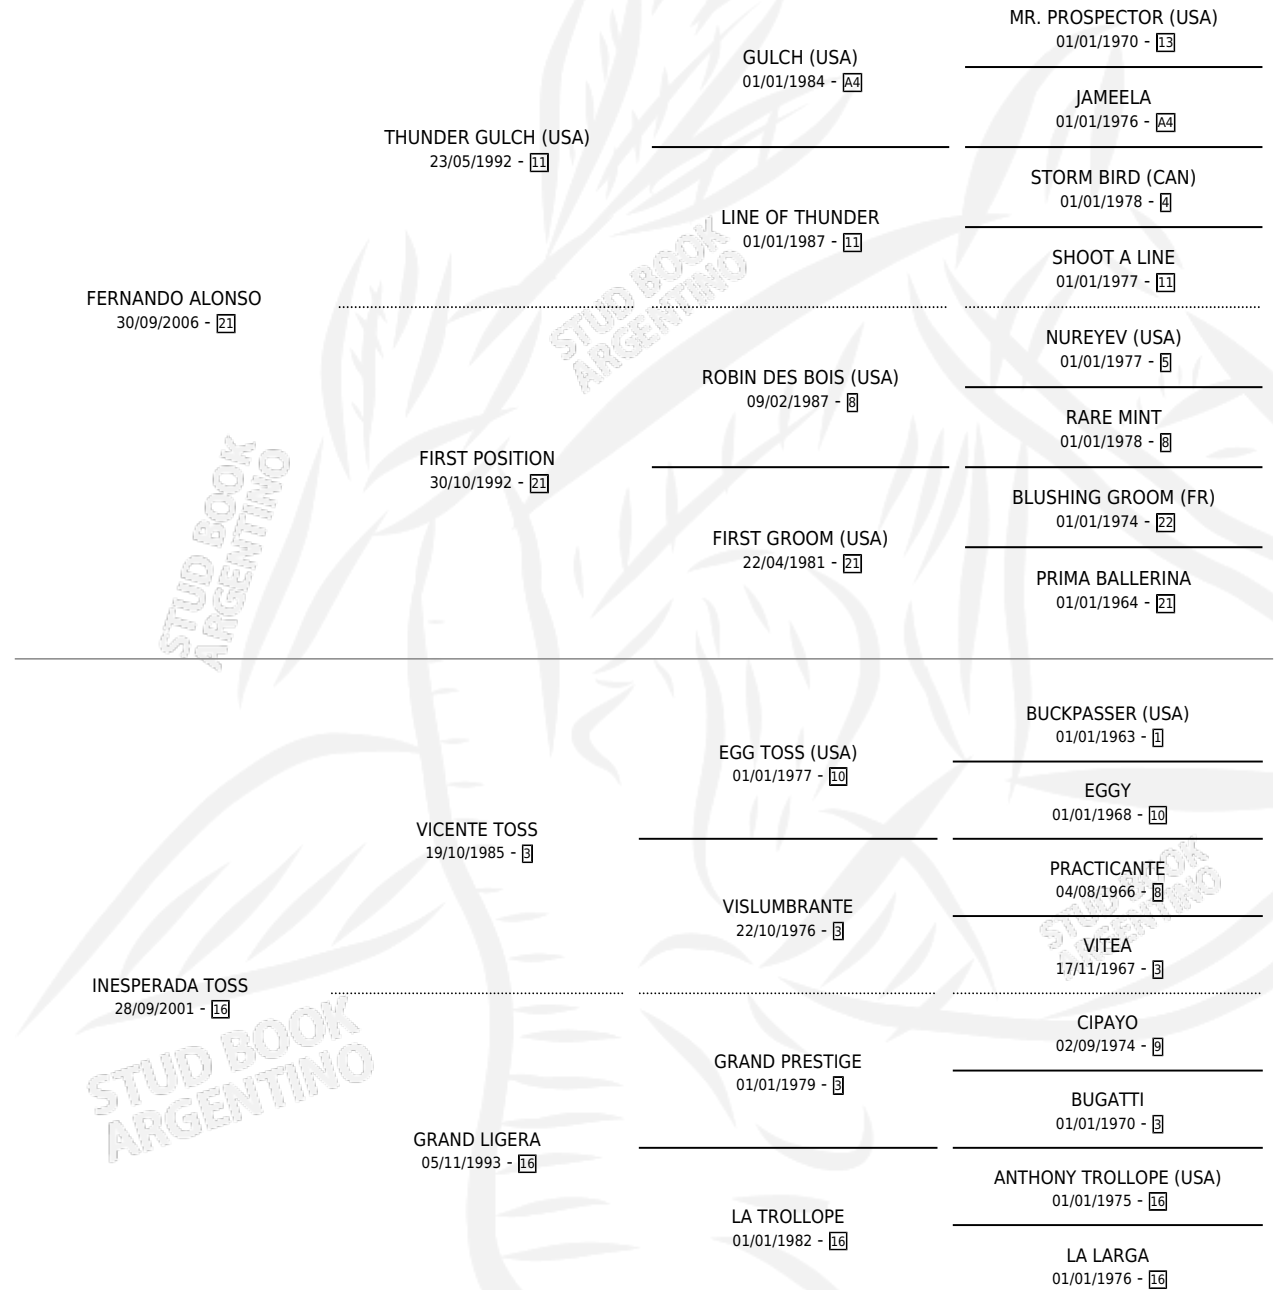 MR. PROSPECTOR (USA)
01/01/1970 - 13
GULCH (USA)
01/01/1984 - A4
JAMEELA
01/01/1976 - A4
THUNDER GULCH (USA)
23/05/1992 - 11
STORM BIRD (CAN)
01/01/1978 - 4
LINE OF THUNDER
01/01/1987 - 11
SHOOT A LINE
01/01/1977 - 11
FERNANDO ALONSO
30/09/2006 - 21
STUD BOOK
ARGENTINO
NUREYEV (USA)
01/01/1977 - 5
ROBIN DES BOIS (USA)
09/02/1987 - 8
RARE MINT
01/01/1978 - 8
FIRST POSITION
30/10/1992 - 21
BLUSHING GROOM (FR)
01/01/1974 - 22
FIRST GROOM (USA)
22/04/1981 - 21
PRIMA BALLERINA
01/01/1964 - 21
STUD BOOK
ARGENTINO
BUCKPASSER (USA)
01/01/1963 - 1
EGG TOSS (USA)
01/01/1977 - 10
EGGY
01/01/1968 - 10
VICENTE TOSS
19/10/1985 - 3
PRACTICANTE
04/08/1966 - 8
VISLUMBRANTE
22/10/1976 - 3
STUD BOOK
ARGENTINO
VITEA
17/11/1967 - 3
INESPERADA TOSS
28/09/2001 - 16
CIPAYO
02/09/1974 - 9
GRAND PRESTIGE
01/01/1979 - 3
STUD BOOK
ARGENTINO
BUGATTI
01/01/1970 - 3
GRAND LIGERA
05/11/1993 - 16
ANTHONY TROLLOPE (USA)
01/01/1975 - 16
LA TROLLOPE
01/01/1982 - 16
LA LARGA
01/01/1976 - 16